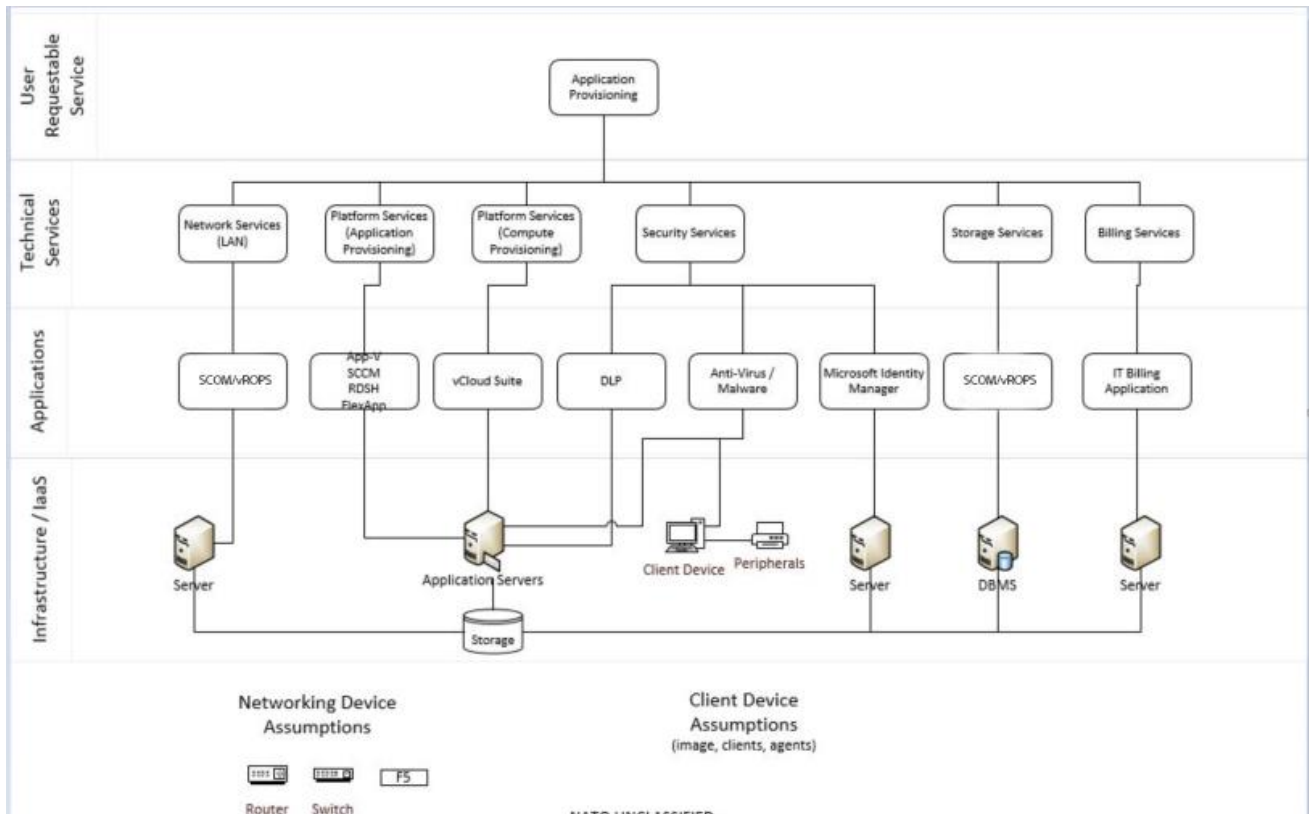 User
Requestable
Service
Application
Provisioning
Technical
Services
Network Services
(LAN)
Platform Services
(Application
Provisioning)
Platform Services
(Compute
Provisioning)
Security Services
Storage Services
Billing Services
Applications
SCOM/vROPS
App-V
SCCM
RDSH
FlexApp
vCloud Suite
DLP
Anti-Virus /
Malware
Microsoft Identity
Manager
SCOM/vROPS
IT Billing
Application
Infrastructure / IaaS
Server
Application Servers
Client Device
Peripherals
Server
DBMS
Server
Storage
Networking Device
Assumptions
Client Device
Assumptions
(image, clients, agents)
F5
Router
Switch
NATO UNCLASSIFIED